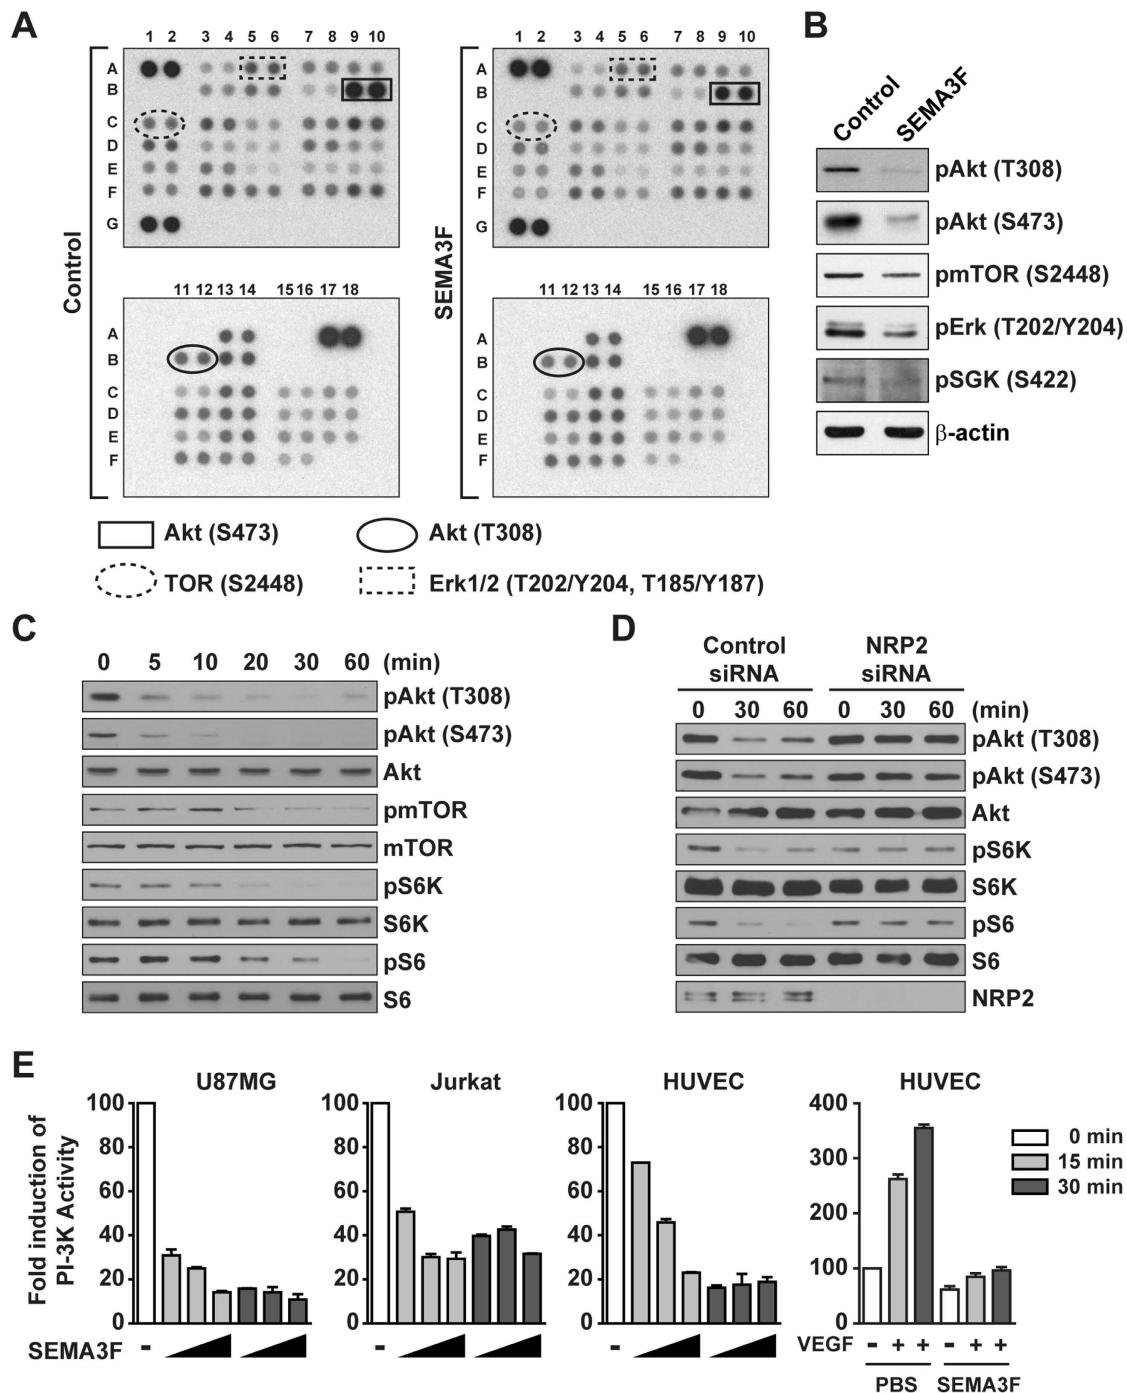 A
1 2 3 4 5 6 7 8 9 10
A
B
C
D
E
F
G
11 12 13 14 15 16 17 18
A
B
C
D
E
F
Control
1 2 3 4 5 6 7 8 9 10
A
B
C
D
E
F
G
11 12 13 14 15 16 17 18
A
B
C
D
E
F
SEMA3F
Akt (S473)
Akt (T308)
TOR (S2448)
Erk1/2 (T202/Y204, T185/Y187)
B
Control SEMA3F
pAkt (T308)
pAkt (S473)
pmTOR (S2448)
pErk (T202/Y204)
pSGK (S422)
β-actin
C
0 5 10 20 30 60 (min)
pAkt (T308)
pAkt (S473)
Akt
pmTOR
mTOR
pS6K
S6K
pS6
S6
D
Control siRNA
NRP2 siRNA
0 30 60 0 30 60 (min)
pAkt (T308)
pAkt (S473)
Akt
pS6K
S6K
pS6
S6
NRP2
E
Fold induction of
PI-3K Activity
U87MG
100
80
60
40
20
0
SEMA3F -
Jurkat
100
80
60
40
20
0
-
HUVEC
100
80
60
40
20
0
-
HUVEC
400
300
200
100
0
VEGF - + + - + +
PBS SEMA3F
0 min
15 min
30 min